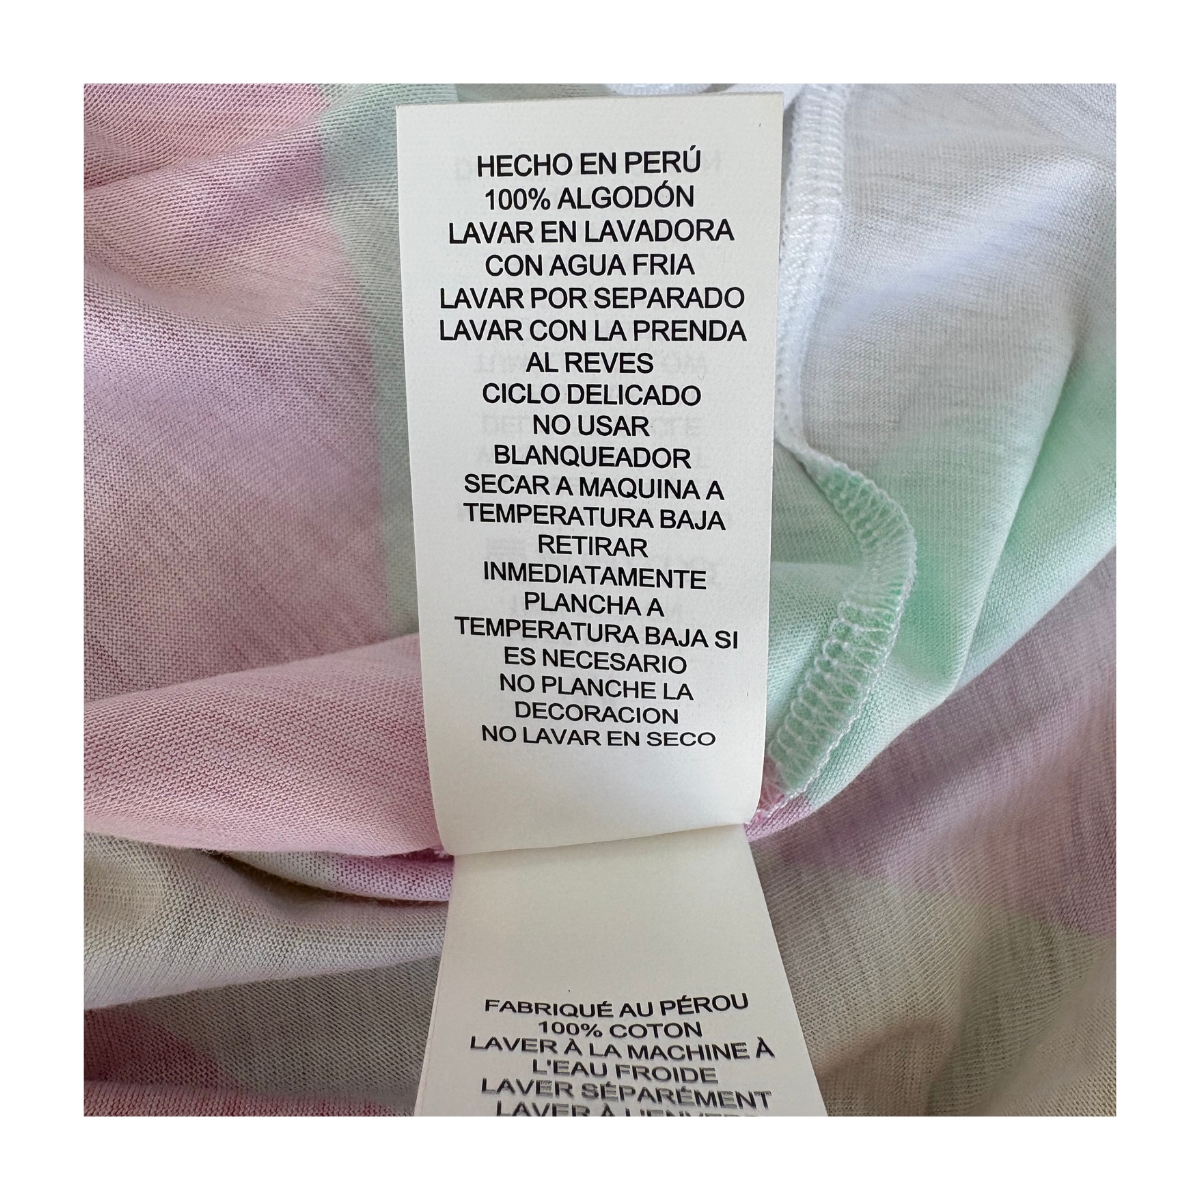 HECHO EN PERÚ
100% ALGODÓN
LAVAR EN LAVADORA
CON AGUA FRIA
LAVAR POR SEPARADO
LAVAR CON LA PRENDA
AL REVES
CICLO DELICADO
NO USAR
BLANQUEADOR
SECAR A MAQUINA A
TEMPERATURA BAJA
RETIRAR
INMEDIATAMENTE
PLANCHA A
TEMPERATURA BAJA SI
ES NECESARIO
NO PLANCHE LA
DECORACION
NO LAVAR EN SECO
FABRIQUÉ AU PÉROU
100% COTON
LAVER À LA MACHINE À
L'EAU FROIDE
LAVER SÉPARÉMENT
LAVER À